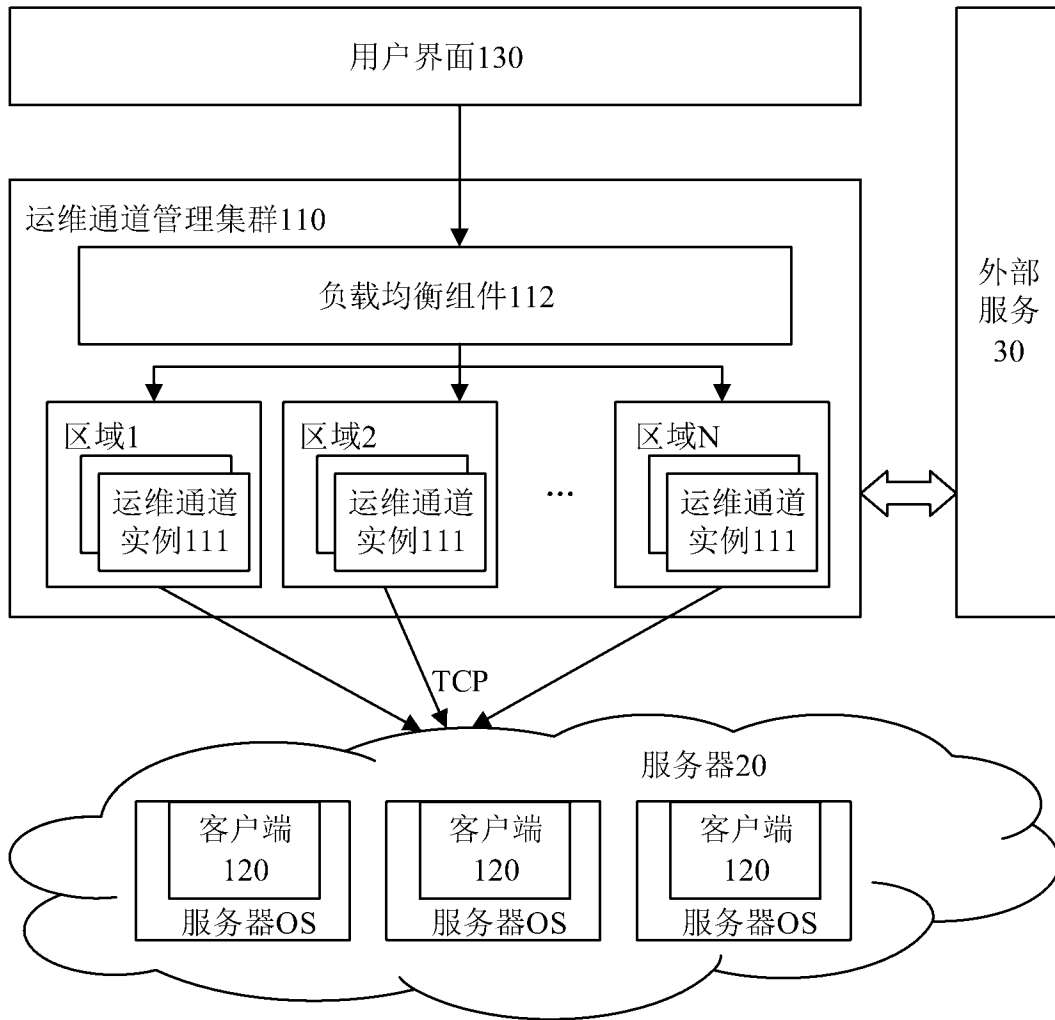 用户界面130
运维通道管理集群110
负载均衡组件112
外部
服务
30
区域1
运维通道
实例111
区域2
运维通道
实例111
...
区域N
运维通道
实例111
TCP
服务器20
客户端
120
服务器OS
客户端
120
服务器OS
客户端
120
服务器OS